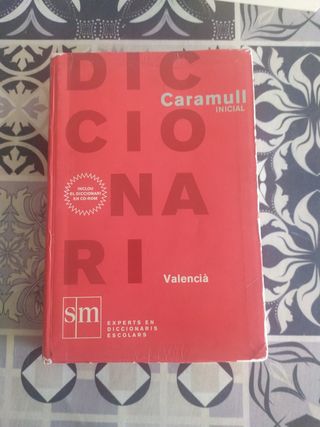 DIC
Caramull
INICIAL
CIO
INCLOU
EL DICCIONARI
EN CD-ROM
NA
RI
Valencià
sm
EXPERTS EN
DICCIONARIS
ESCOLARS